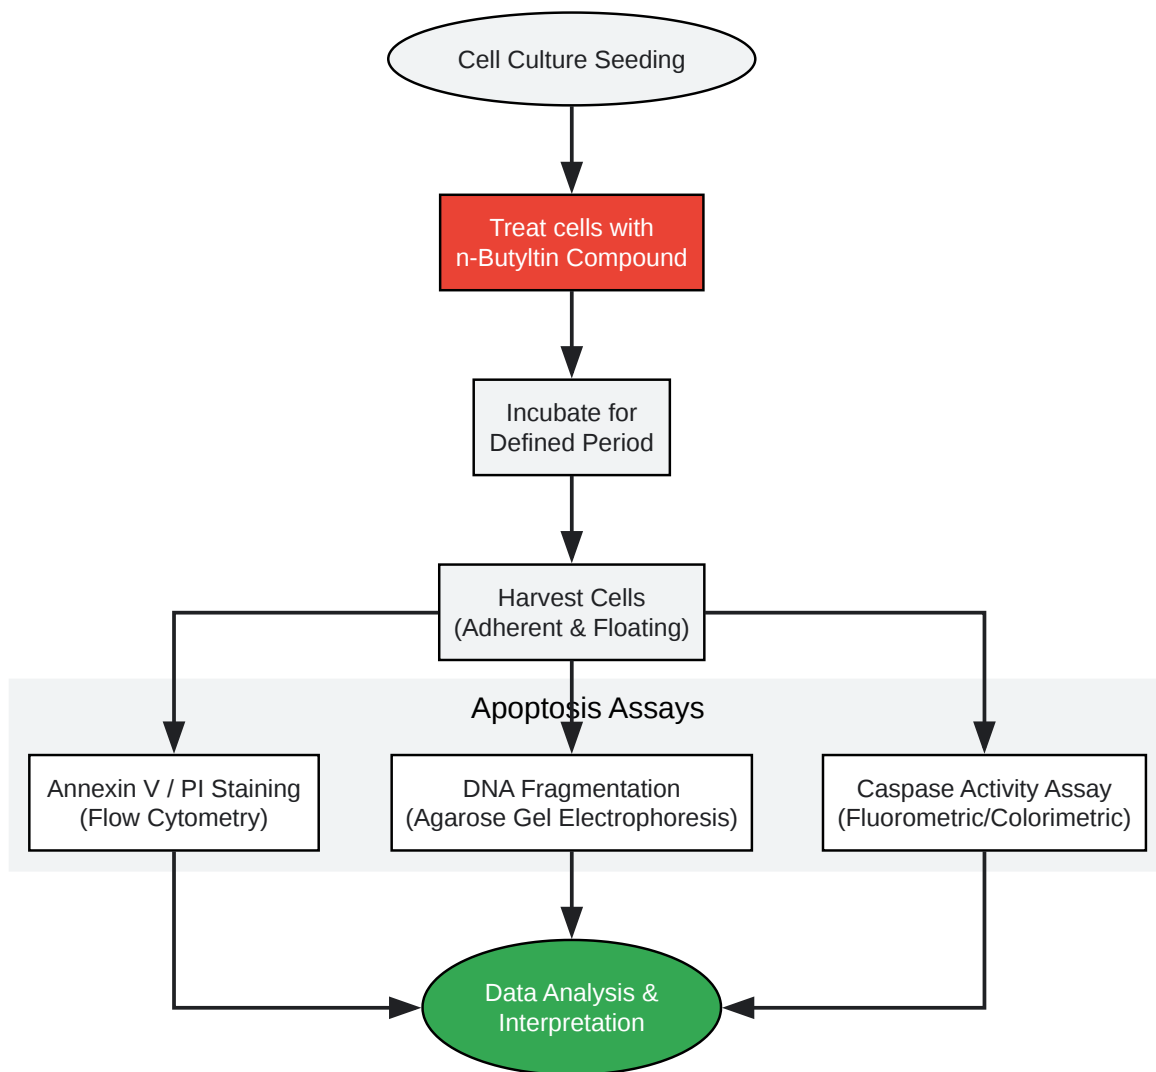 Cell Culture Seeding
Treat cells with
n-Butyltin Compound
Incubate for
Defined Period
Harvest Cells
(Adherent & Floating)
Apoptosis Assays
Annexin V / PI Staining
(Flow Cytometry)
DNA Fragmentation
(Agarose Gel Electrophoresis)
Caspase Activity Assay
(Fluorometric/Colorimetric)
Data Analysis &
Interpretation